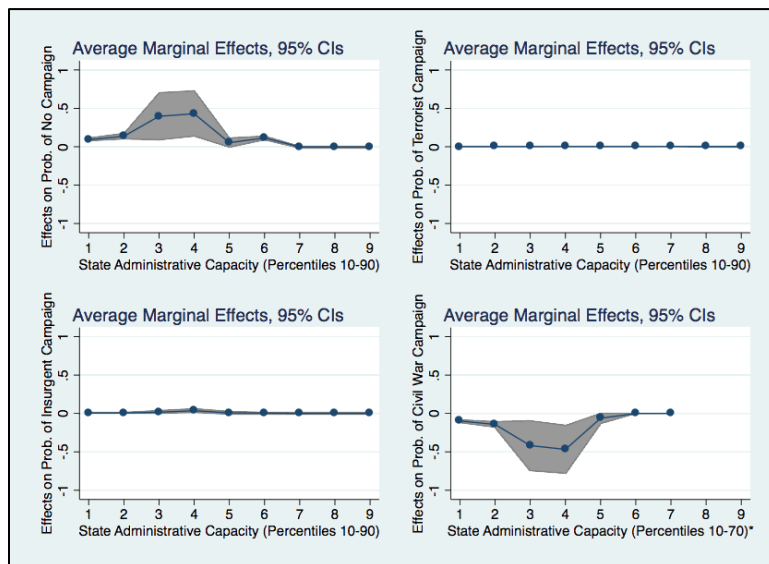 Average Marginal Effects, 95% CIs
Effects on Prob. of No Campaign
1
.5
0
-.5
-1
1 2 3 4 5 6 7 8 9
State Administrative Capacity (Percentiles 10-90)
Average Marginal Effects, 95% CIs
Effects on Prob. of Terrorist Campaign
1
.5
0
-.5
-1
1 2 3 4 5 6 7 8 9
State Administrative Capacity (Percentiles 10-90)
Average Marginal Effects, 95% CIs
Effects on Prob. of Insurgent Campaign
1
.5
0
-.5
-1
1 2 3 4 5 6 7 8 9
State Administrative Capacity (Percentiles 10-90)
Average Marginal Effects, 95% CIs
Effects on Prob. of Civil War Campaign
1
.5
0
-.5
-1
1 2 3 4 5 6 7 8 9
State Administrative Capacity (Percentiles 10-70)*